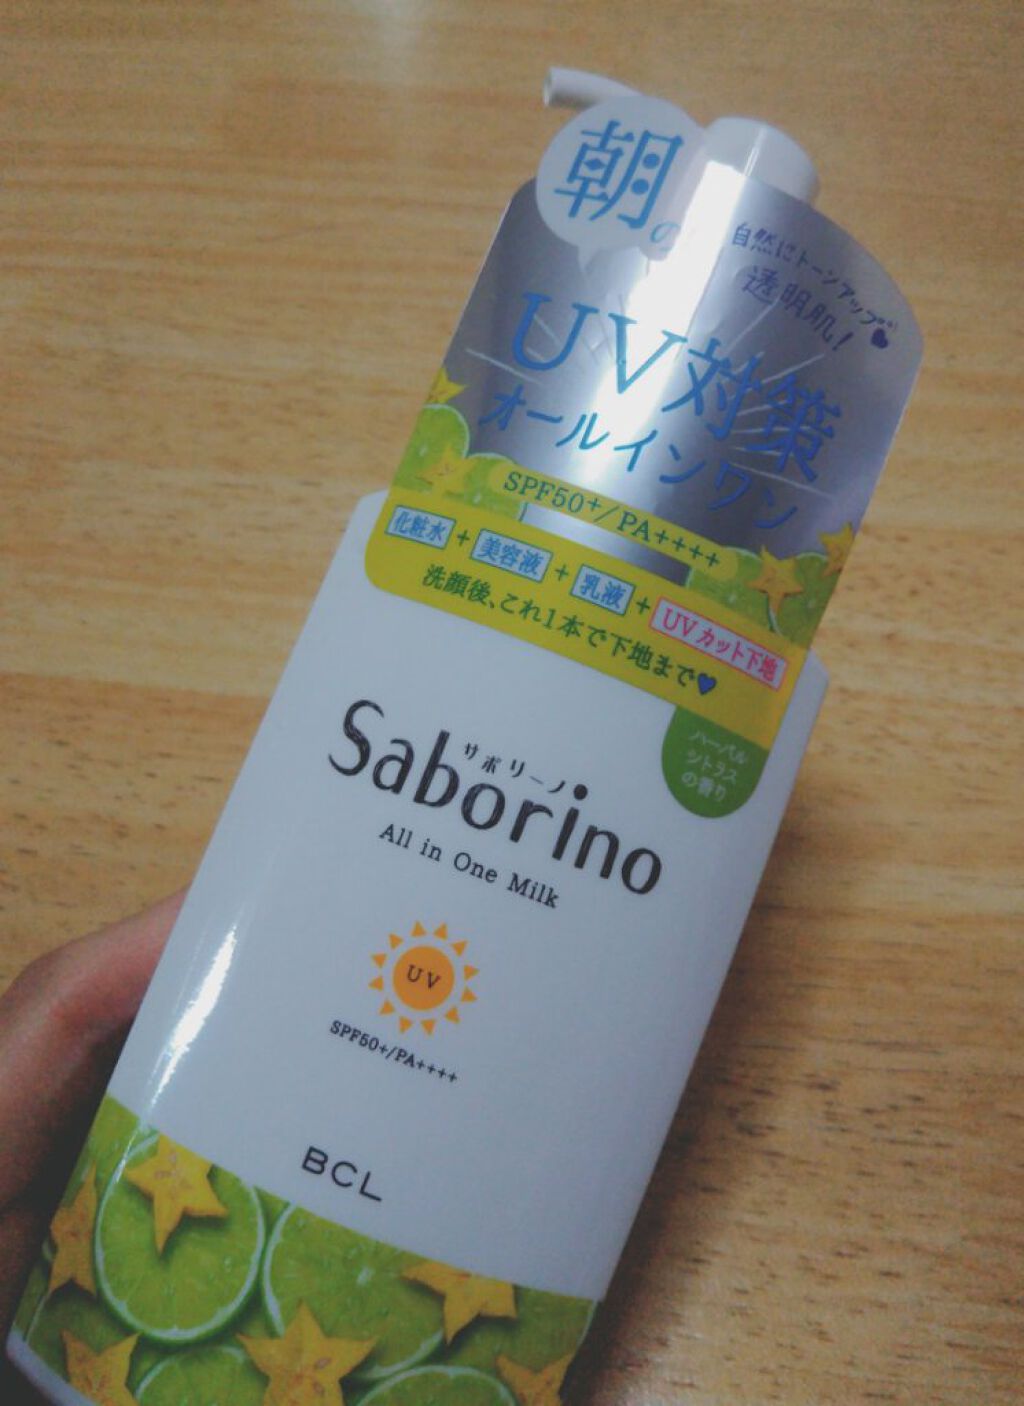 朝の
自然にトーンアップ
透明肌!
UV対策
オールインワン
SPF50+/PA++++
化粧水+美容液+乳液+UVカット下地
洗顔後、これ1本で下地まで♥
ハーバル
シトラス
の香り
サボリーノ
Saborino
All in One Milk
UV
SPF50+/PA++++
BCL